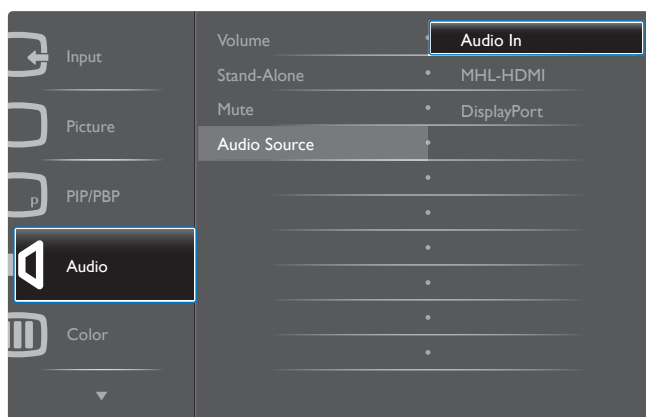 Input
Picture
P
PIP/PBP
Audio
Color
Volume
Stand-Alone
Mute
Audio Source
Audio In
MHL-HDMI
DisplayPort